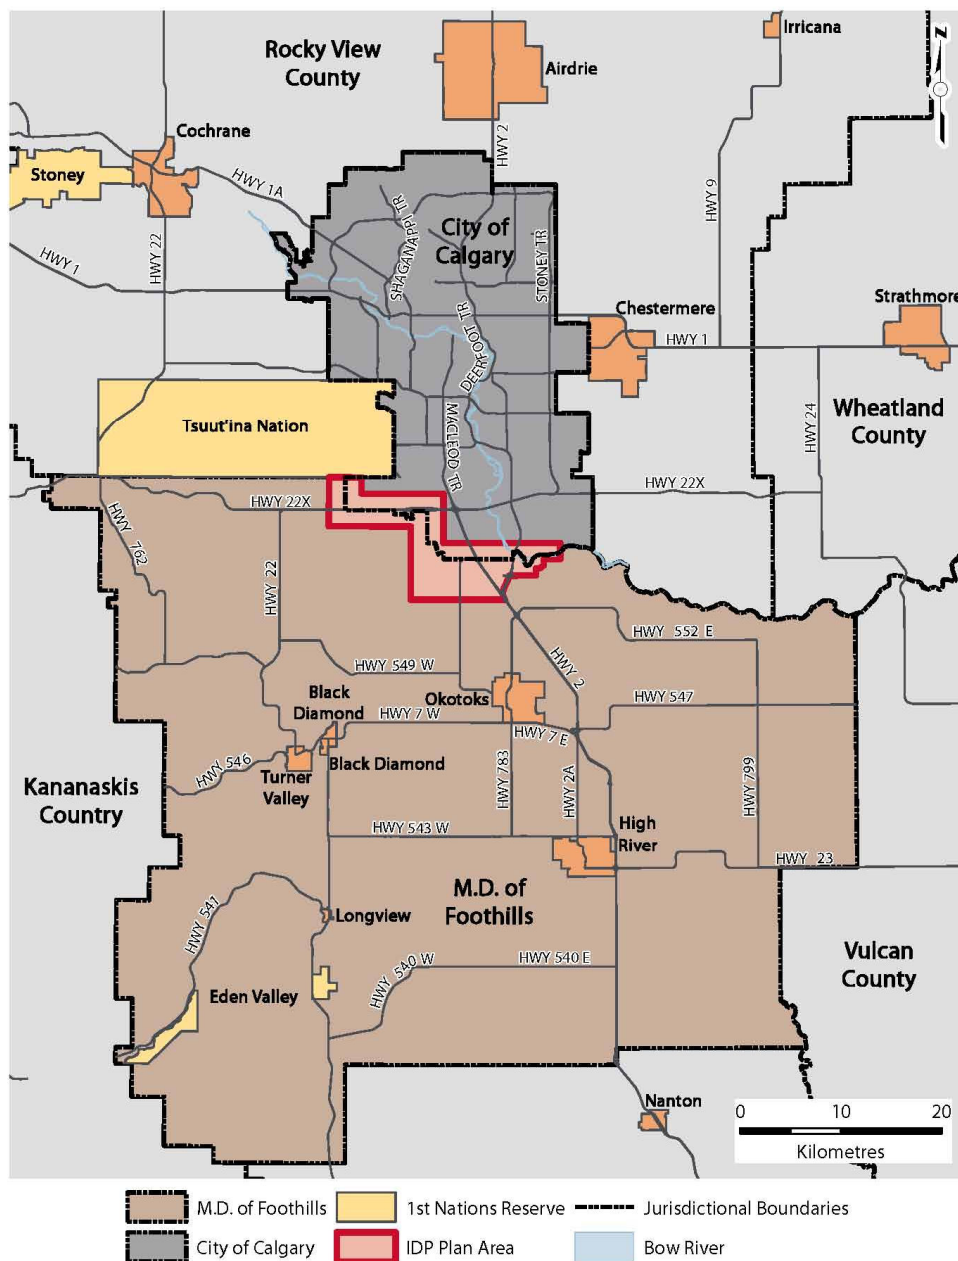 Irricana
Rocky View
County
Airdrie
Z
HWY 2
Cochrane
Stoney
HWY 1A
HWY 9
SHAGANAPPI TR
City of
Calgary
STONEY TR
HWY 22
HWY 1
Chestermere
Strathmore
HWY 1
DEERFOOT TR
MACLEOD TR
Tsuut'ina Nation
Wheatland
County
HWY 24
HWY 22X
HWY 22X
HWY 762
HWY 22
HWY 552 E
HWY 549 W
HWY 2
Black
Diamond
Okotoks
HWY 547
HWY 7 W
HWY 7 E
Black Diamond
HWY 546
Turner
Valley
HWY 783
HWY 2A
HWY 799
Kananaskis
Country
HWY 543 W
High
River
HWY 23
M.D. of
Foothills
HWY 541
Longview
Vulcan
County
HWY 540 W
HWY 540 E
Eden Valley
Nanton
0 10 20
Kilometres
M.D. of Foothills
1st Nations Reserve
Jurisdictional Boundaries
City of Calgary
IDP Plan Area
Bow River